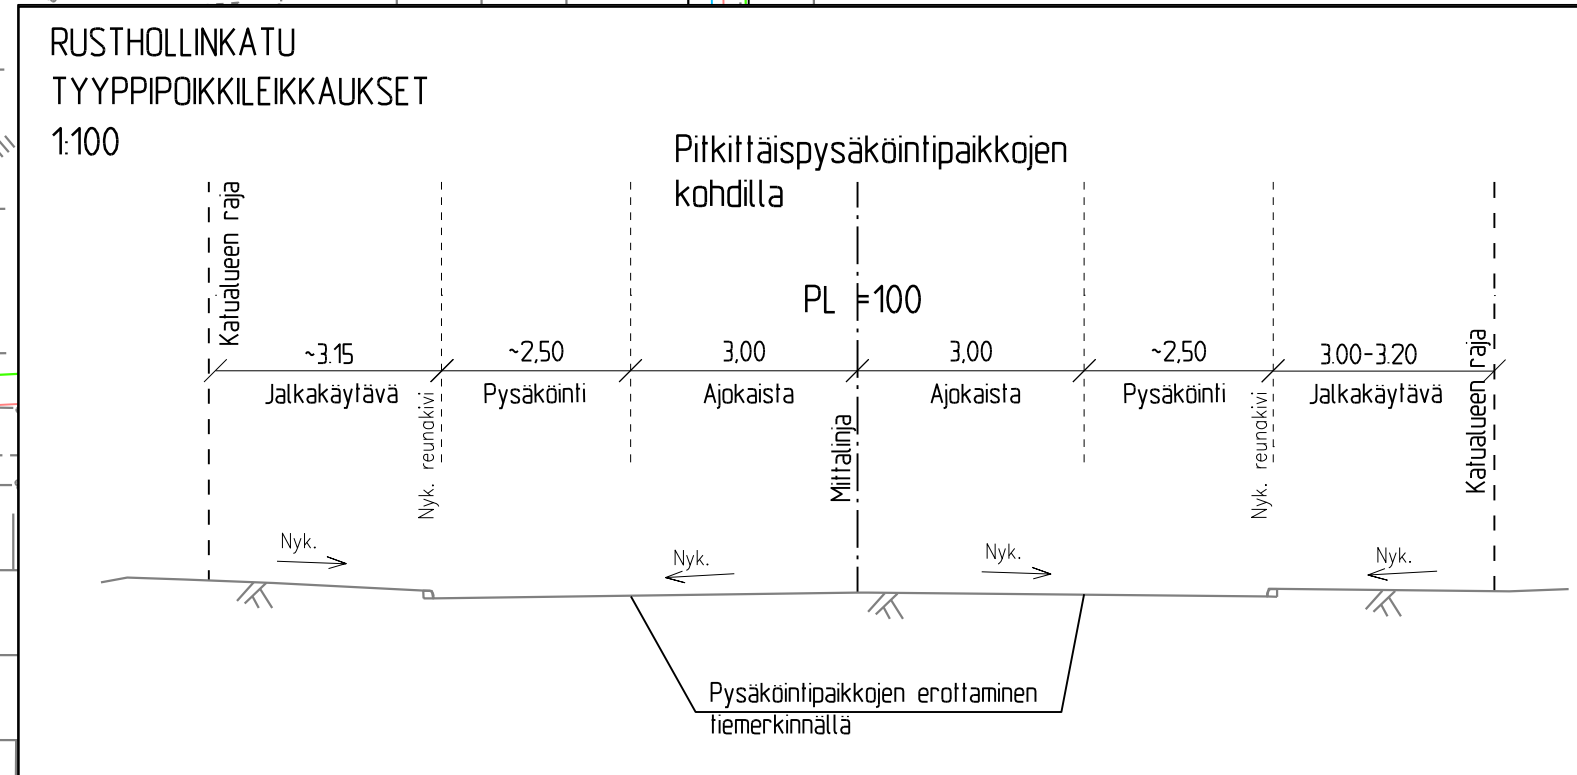 RUSTHOLLINKATU
TYYPPIPOIKKILEIKKAUKSET
1:100
Pitkittäispysäköintipaikkojen
kohdilla
Katualueen raja
PL =100
~3.15
~2,50
3,00
3,00
~2,50
3.00-3.20
Jalkakäytävä
Pysäköinti
Ajokaista
Ajokaista
Pysäköinti
Jalkakäytävä
Katualueen raja
Nyk. reunakivi
Mittalinja
Nyk. reunakivi
Nyk.
Nyk.
Nyk.
Nyk.
Pysäköintipaikkojen erottaminen
tiemerkinnällä